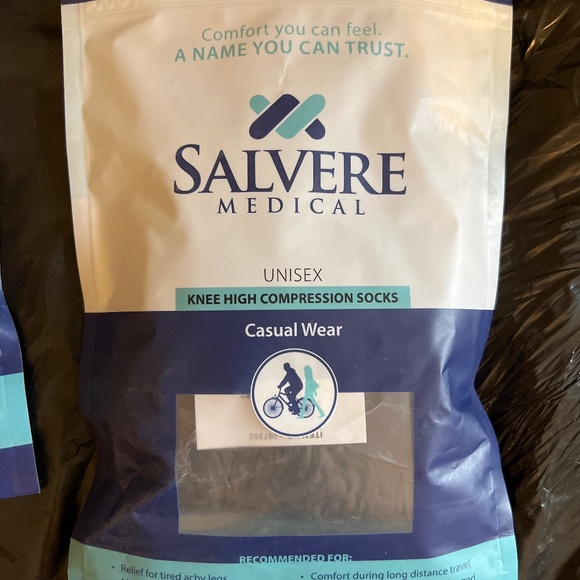 Comfort you can feel.
A NAME YOU CAN TRUST.
SALVERE
MEDICAL
UNISEX
KNEE HIGH COMPRESSION SOCKS
Casual Wear
RECOMMENDED FOR:
• Relief for tired achy legs
• Comfort during long distance travel